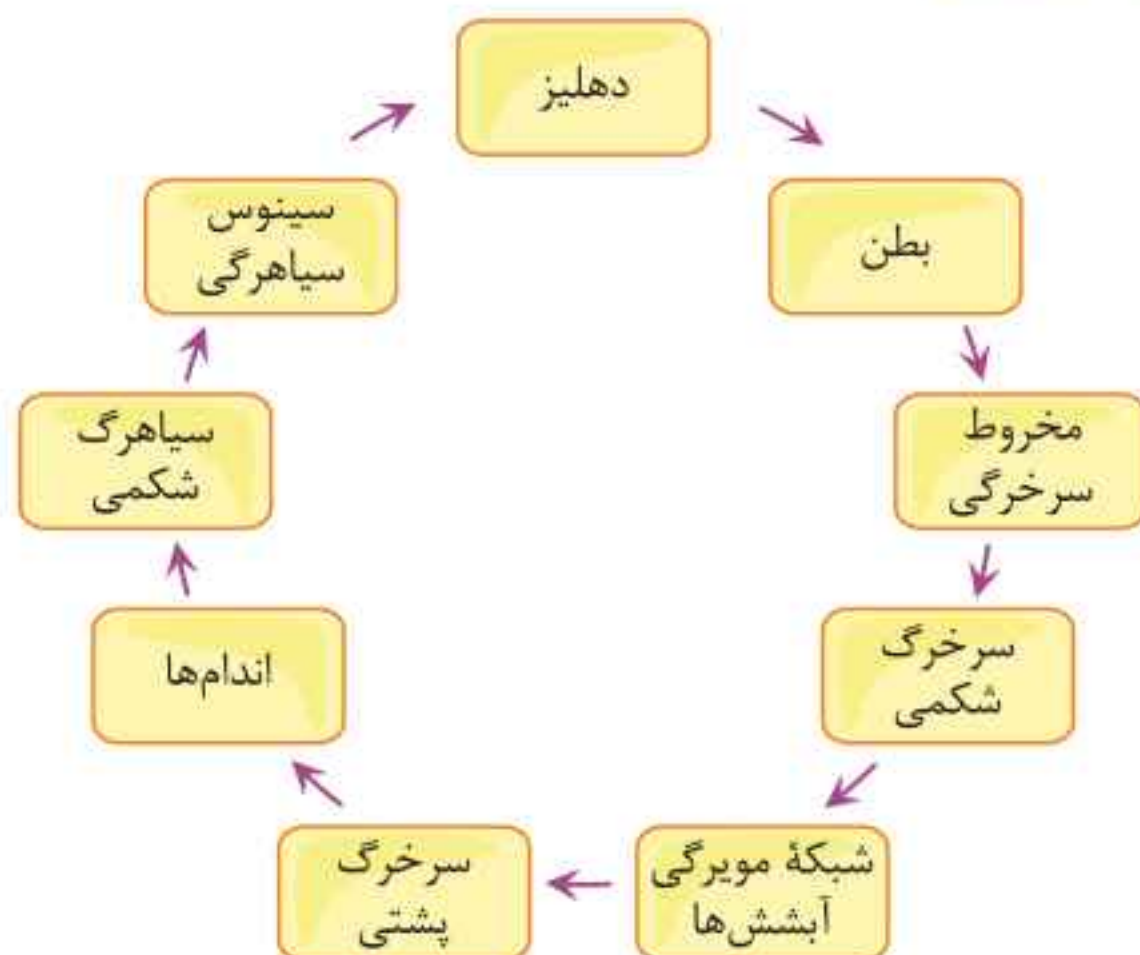 دهلیز
بطن
مخروط
سرخرگی
سرخرگ
شکمی
شبکهٔ مویرگی
آبشش‌ها
سرخرگ
پشتی
اندام‌ها
سیاهرگ
شکمی
سینوس
سیاهرگی